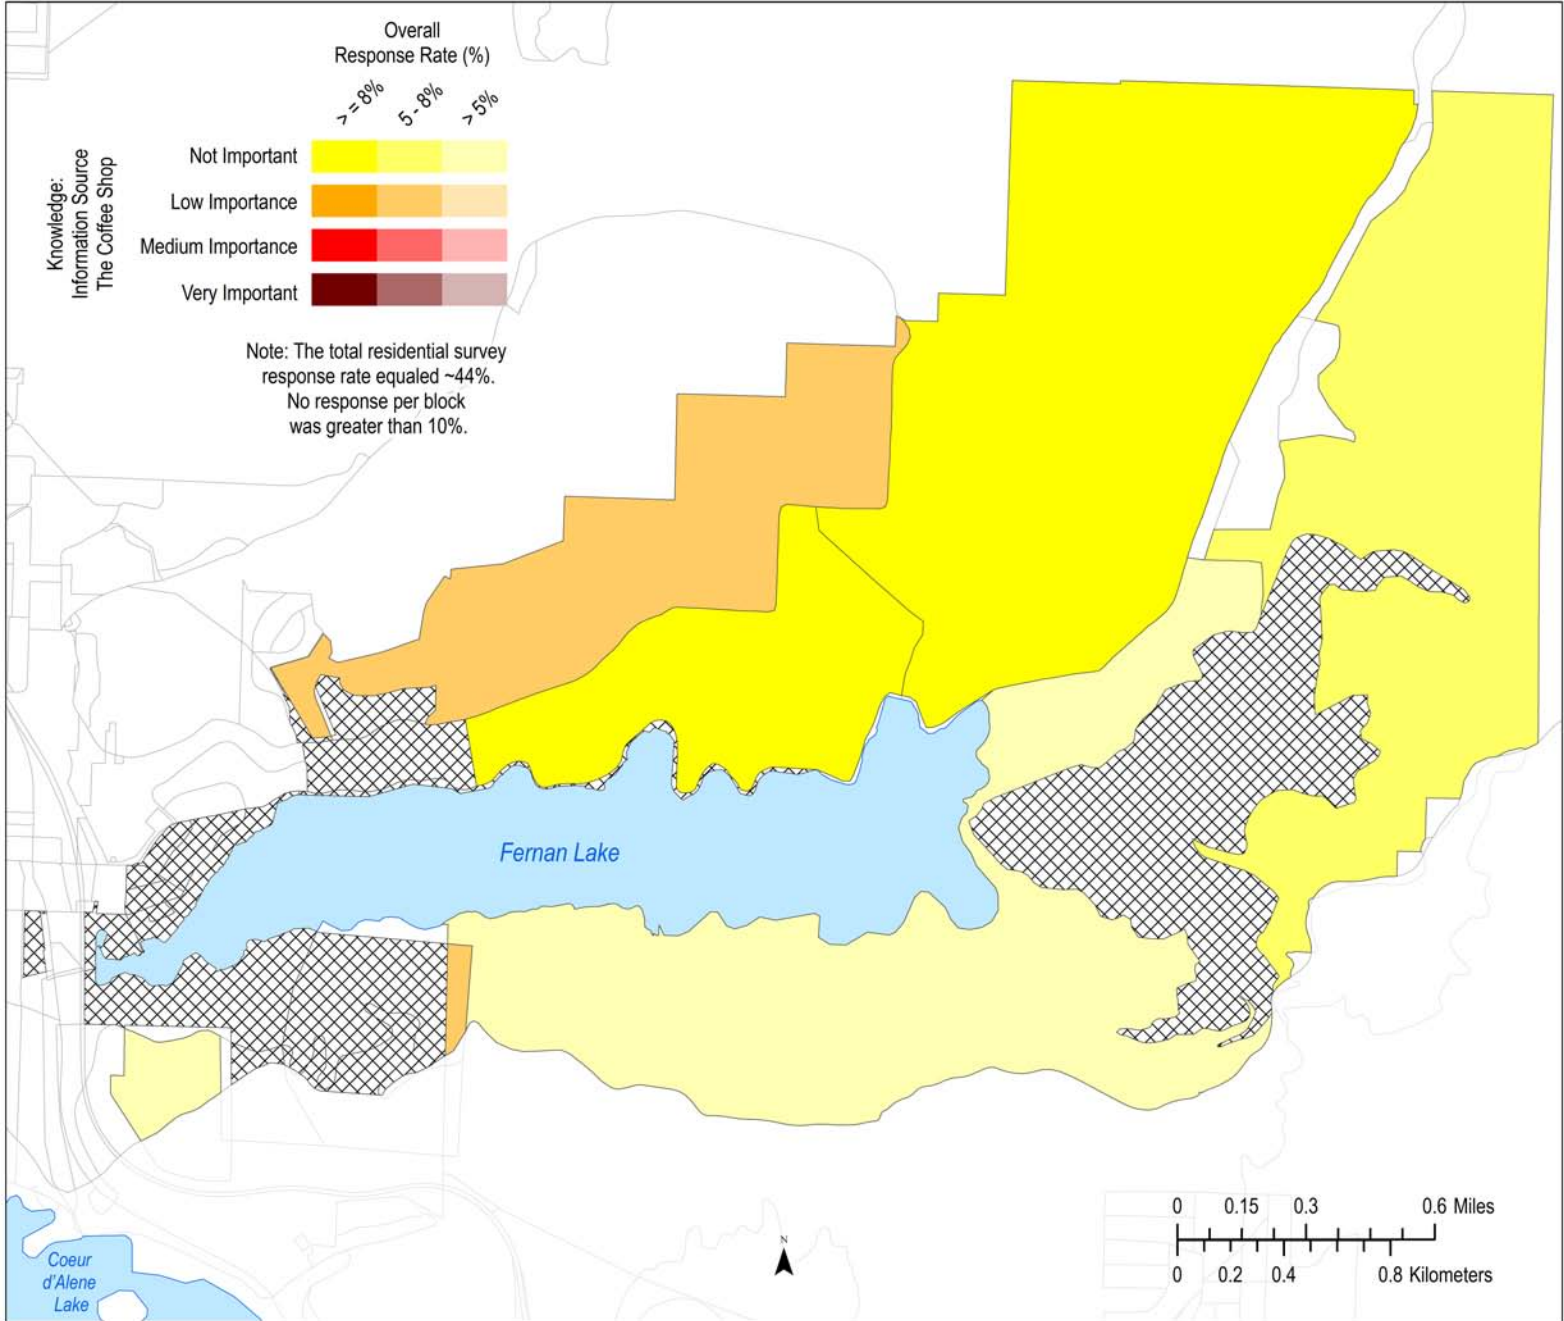 Overall
Response Rate (%)
> = 8%
5 - 8%
> 5%
Knowledge:
Information Source
The Coffee Shop
Not Important
Low Importance
Medium Importance
Very Important
Note: The total residential survey
response rate equaled ~44%.
No response per block
was greater than 10%.
Fernan Lake
Coeur
d'Alene
Lake
N
0 0.15 0.3 0.6 Miles
0 0.2 0.4 0.8 Kilometers